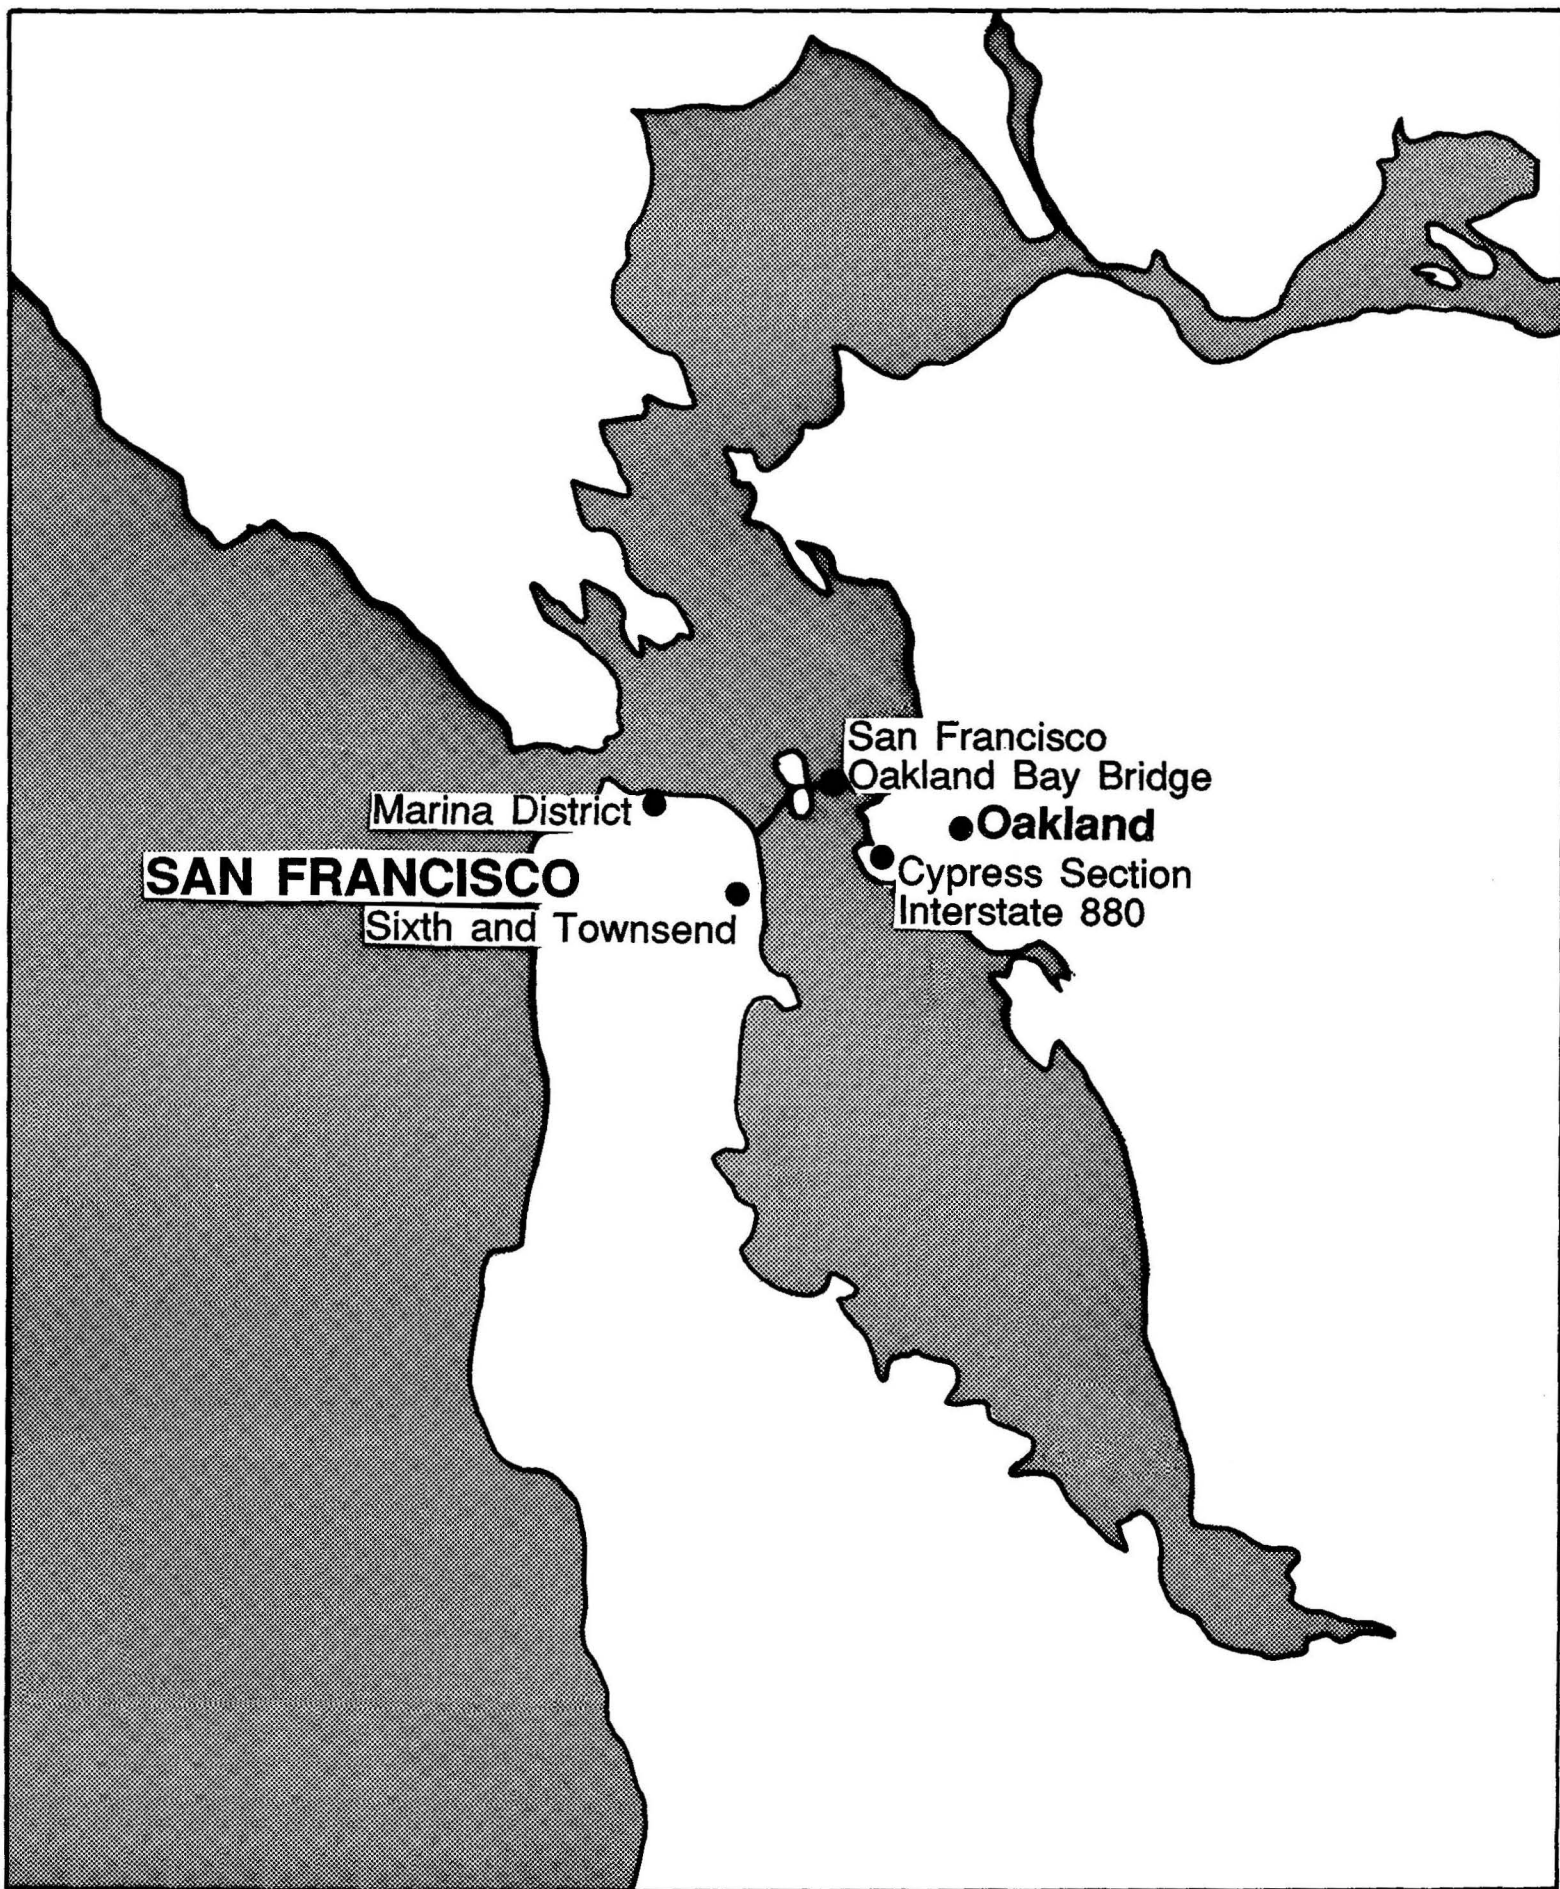 San Francisco
Oakland Bay Bridge
Marina District
Oakland
SAN FRANCISCO
Cypress Section
Interstate 880
Sixth and Townsend